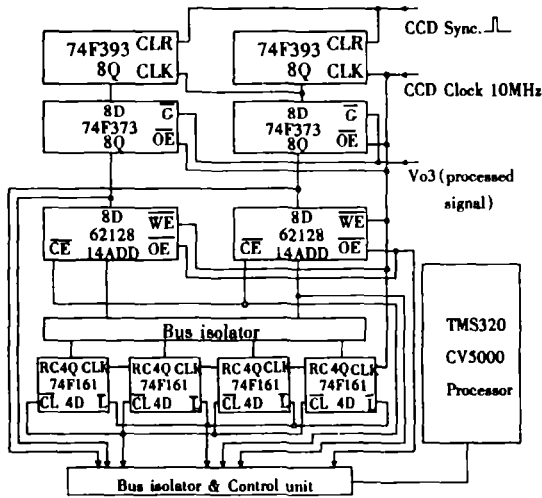 74F393 CLR
8Q CLK
74F393 CLR
8Q CLK
CCD Sync.
CCD Clock 10MHz
8D G
74F373 OE
8Q
8D G
74F373 OE
8Q
Vo3 (processed
signal)
8D WE
62128
CE 14ADD OE
8D WE
62128
CE 14ADD OE
Bus isolator
RC4Q CLK
74F161
CL 4D L
RC4Q CLK
74F161
CL 4D L
RC4Q CLK
74F161
CL 4D L
RC4Q CLK
74F161
CL 4D L
TMS320
CV5000
Processor
Bus isolator & Control unit